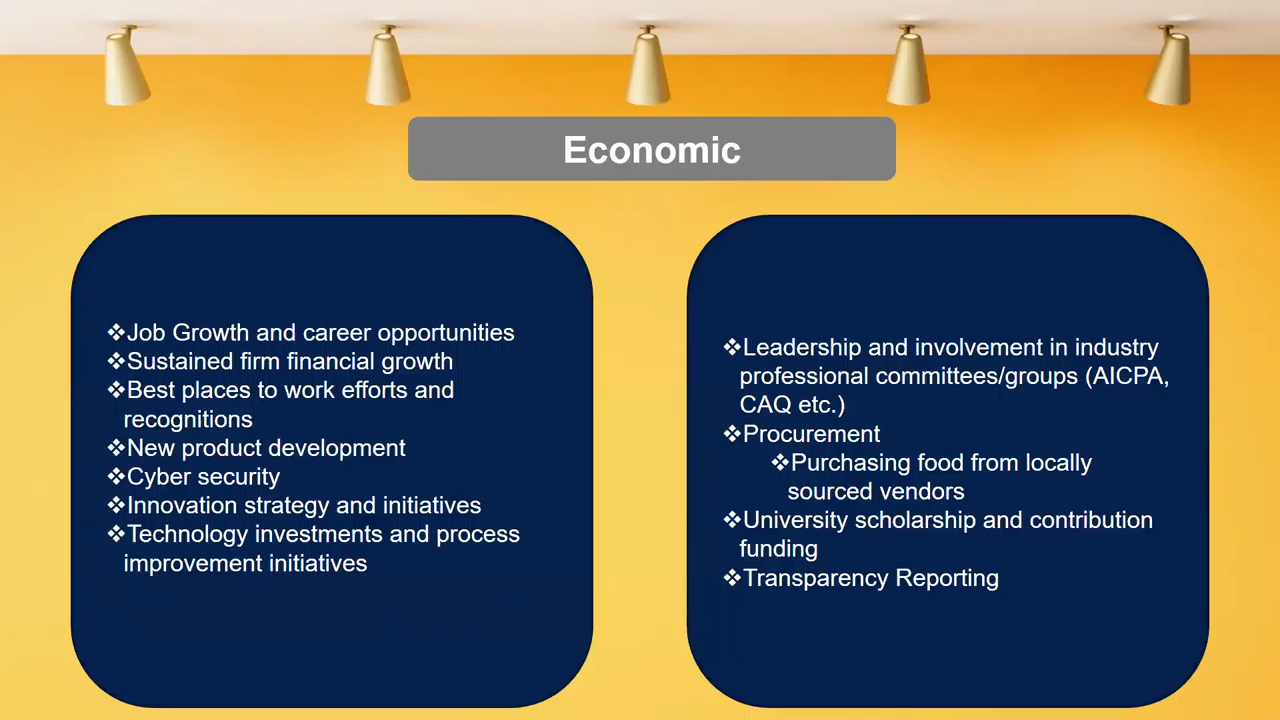 Economic
❖Job Growth and career opportunities
❖Sustained firm financial growth
❖Best places to work efforts and
recognitions
❖New product development
❖Cyber security
❖Innovation strategy and initiatives
❖Technology investments and process
improvement initiatives
❖Leadership and involvement in industry
professional committees/groups (AICPA,
CAQ etc.)
❖Procurement
❖Purchasing food from locally
sourced vendors
❖University scholarship and contribution
funding
❖Transparency Reporting